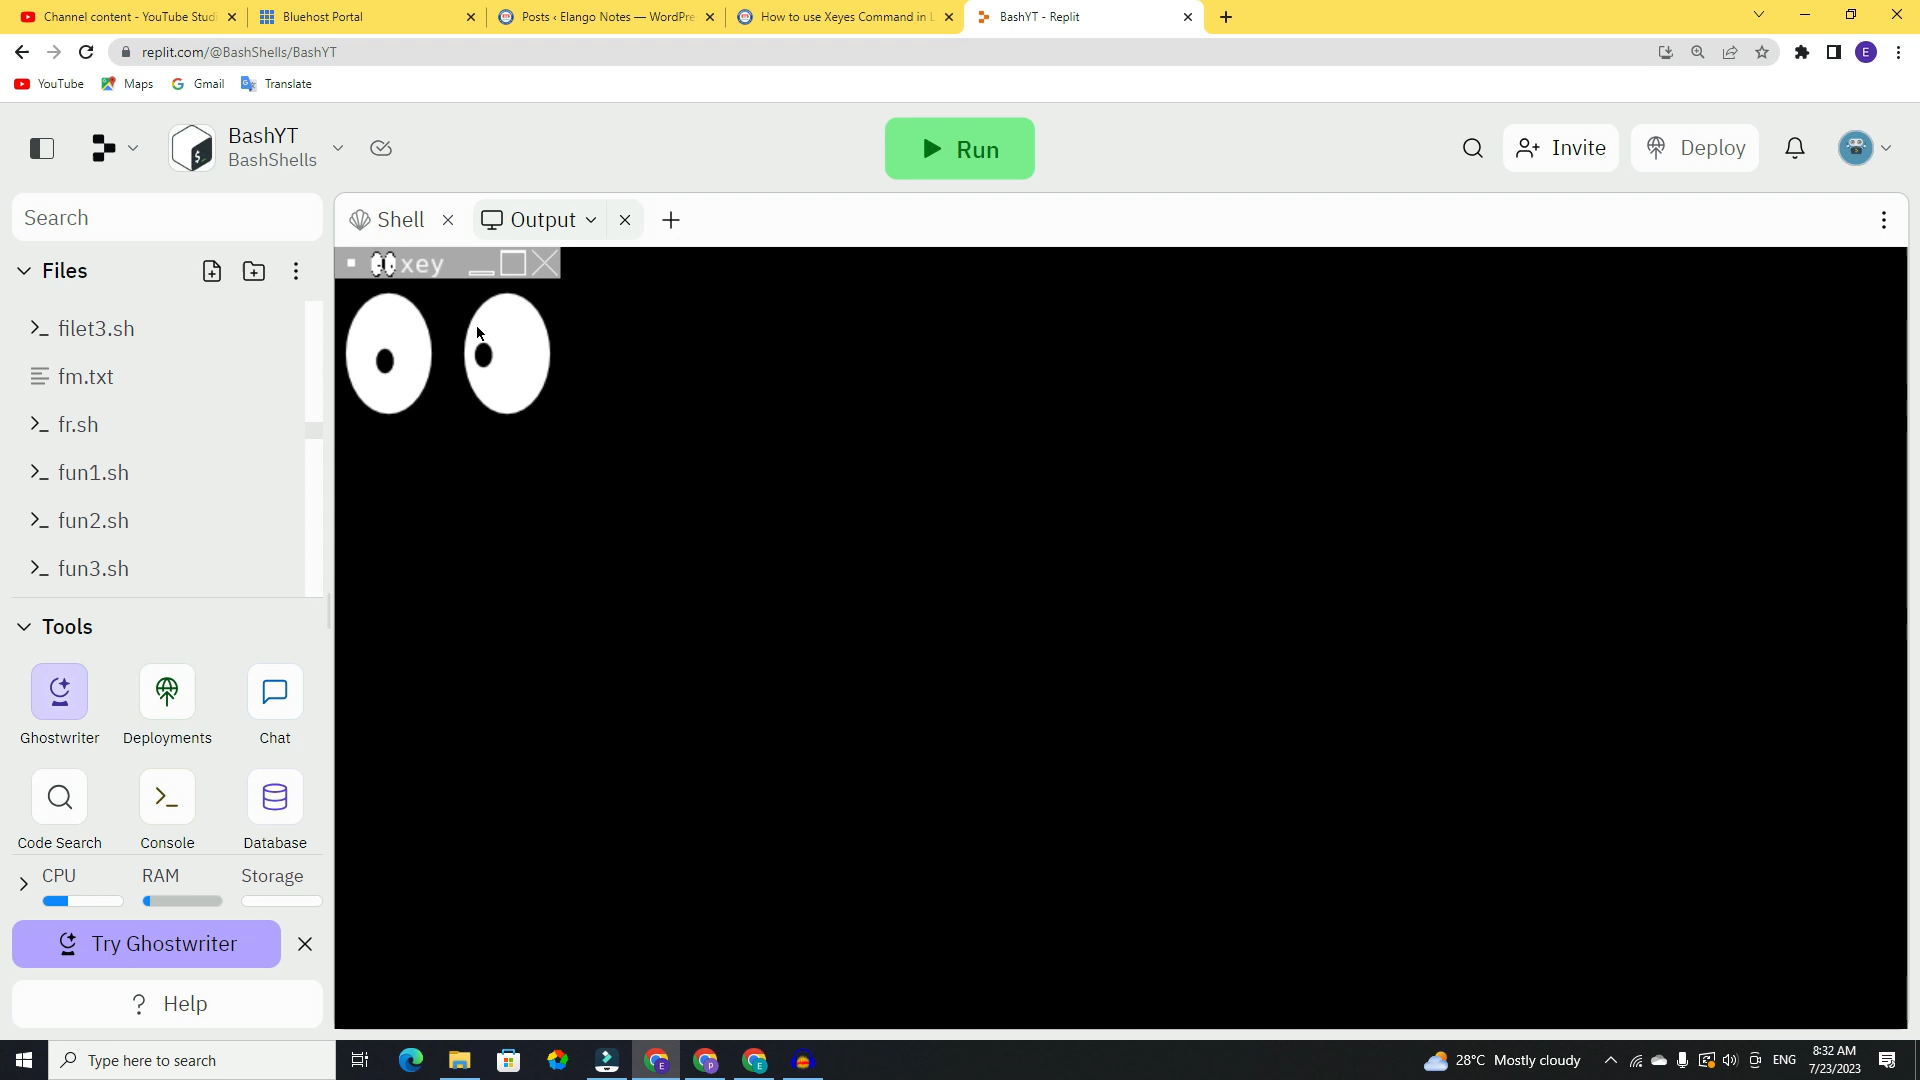 Channel content - YouTube Studi
Bluehost Portal
Posts ‹ Elango Notes — WordPre
How to use Xeyes Command in L
BashYT - Replit
replit.com/@BashShells/BashYT
E
YouTube
Maps
Gmail
Translate
BashYT
BashShells
Run
Invite
Deploy
Search
Shell
Output
Files
xey
filet3.sh
fm.txt
fr.sh
fun1.sh
fun2.sh
fun3.sh
Tools
Ghostwriter
Deployments
Chat
Code Search
Console
Database
CPU
RAM
Storage
Try Ghostwriter
Help
Type here to search
28°C Mostly cloudy
ENG
8:32 AM
7/23/2023